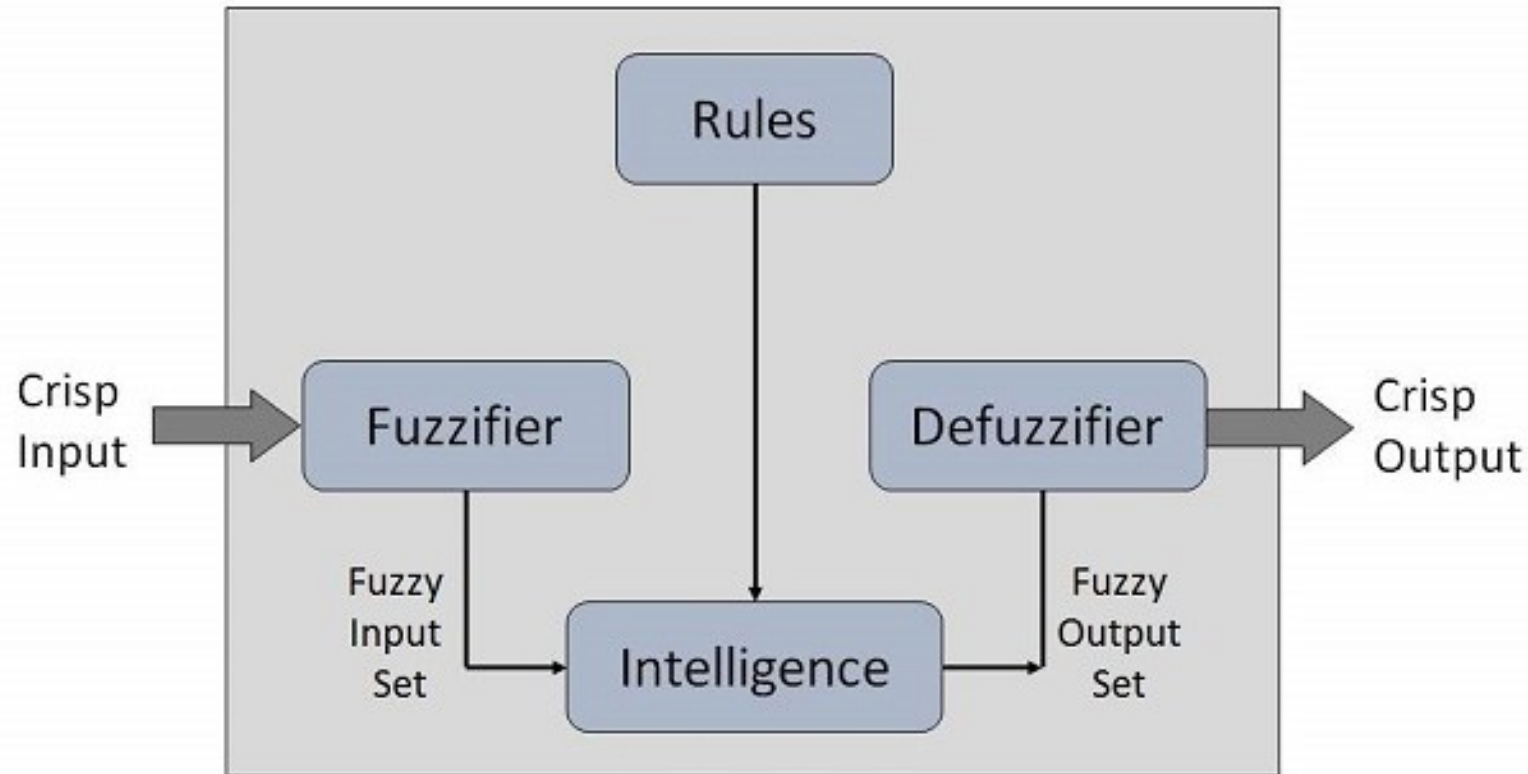 Rules
Crisp
Input
Fuzzifier
Defuzzifier
Crisp
Output
Fuzzy
Input
Set
Intelligence
Fuzzy
Output
Set